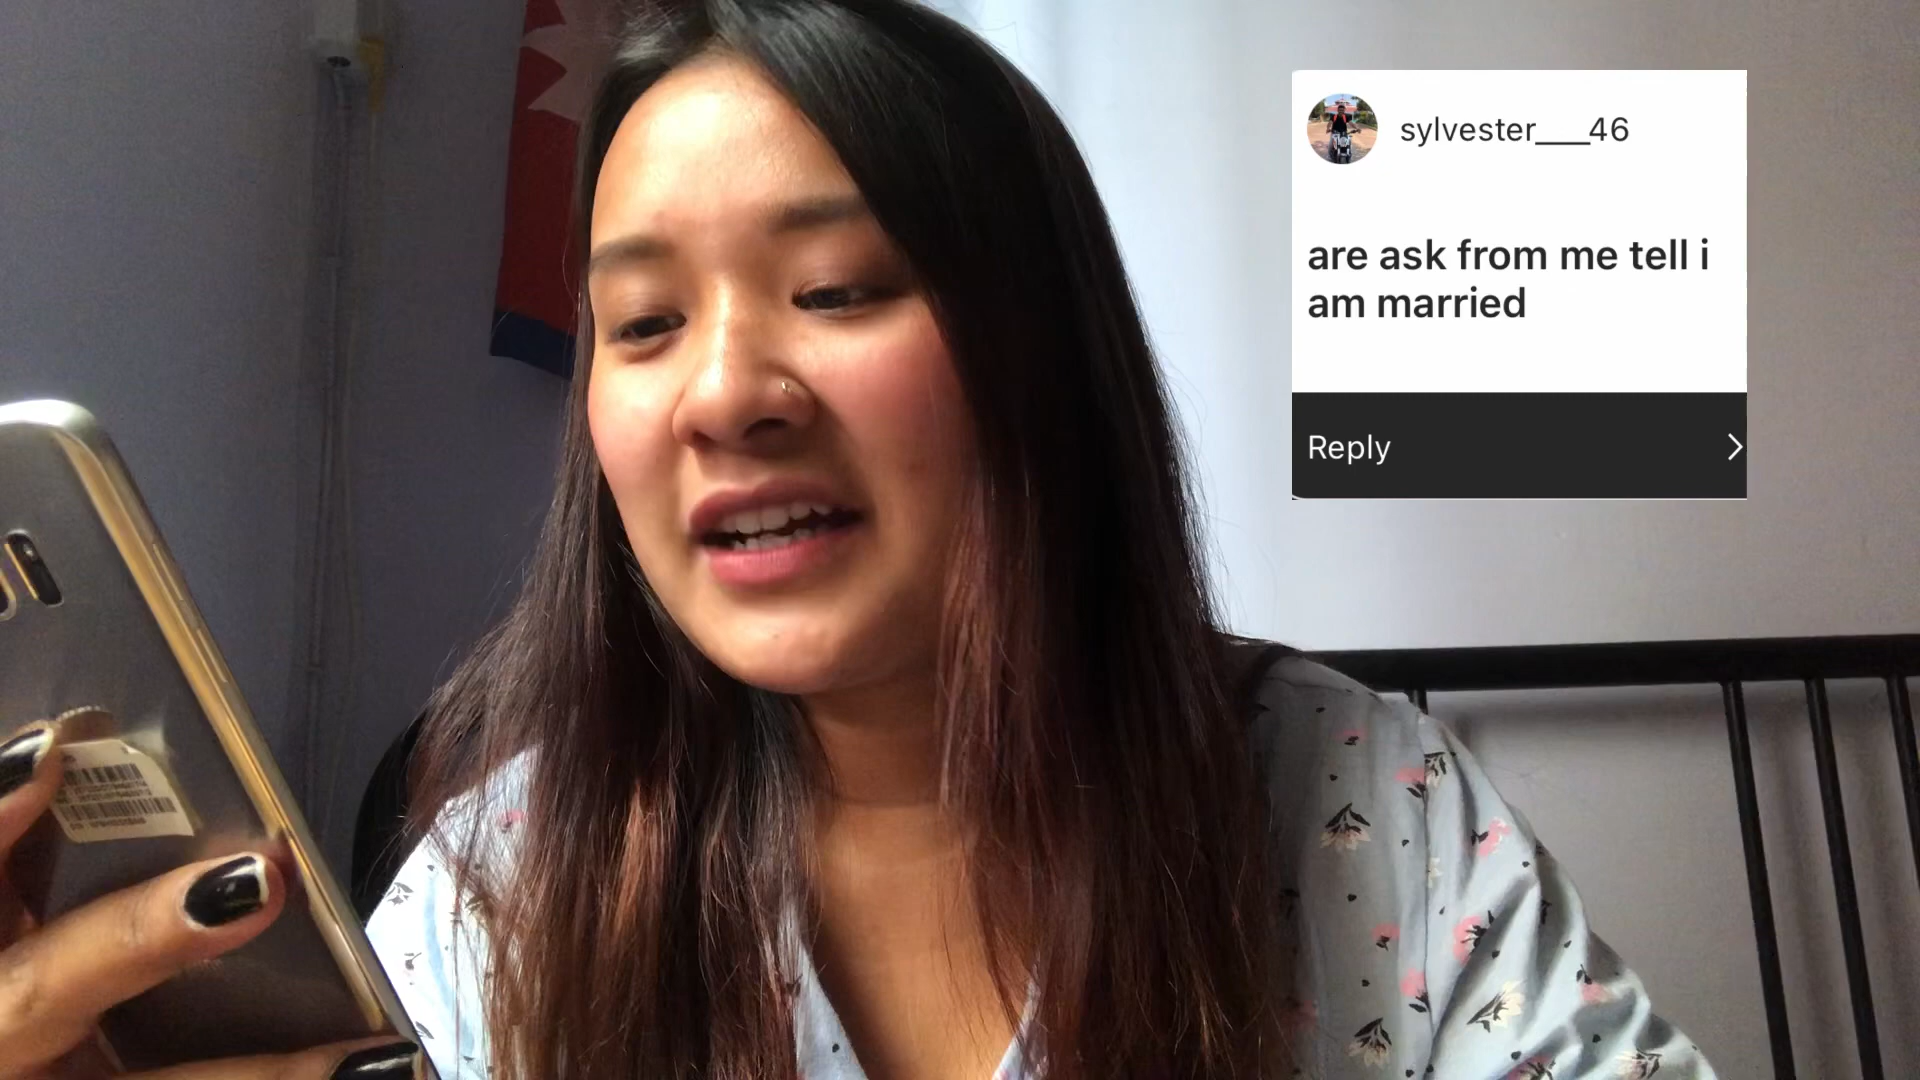 sylvester___46
are ask from me tell i
am married
Reply